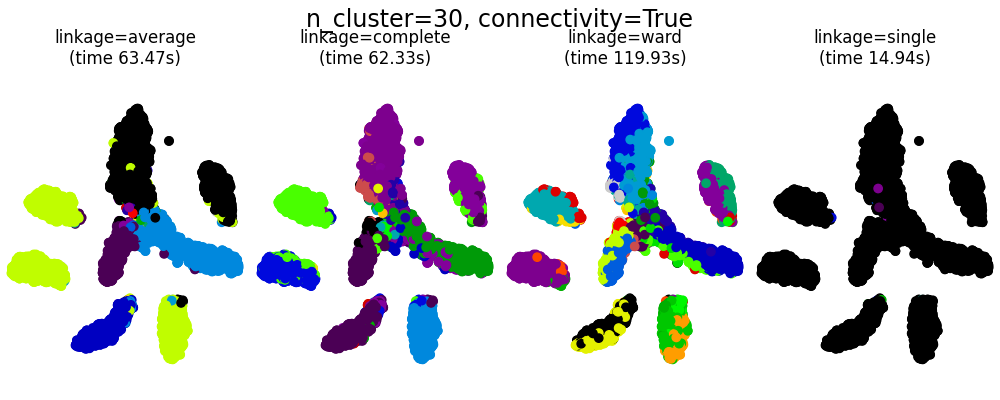 n_cluster=30, connectivity=True
linkage=average
(time 63.47s)
linkage=complete
(time 62.33s)
linkage=ward
(time 119.93s)
linkage=single
(time 14.94s)